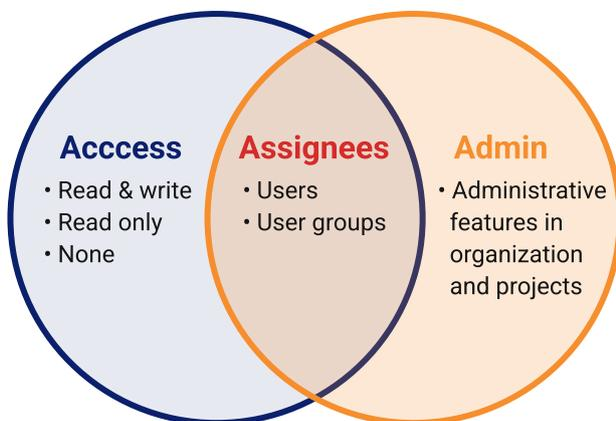 Acccess
• Read & write
• Read only
• None
Assignees
• Users
• User groups
Admin
• Administrative
features in
organization
and projects